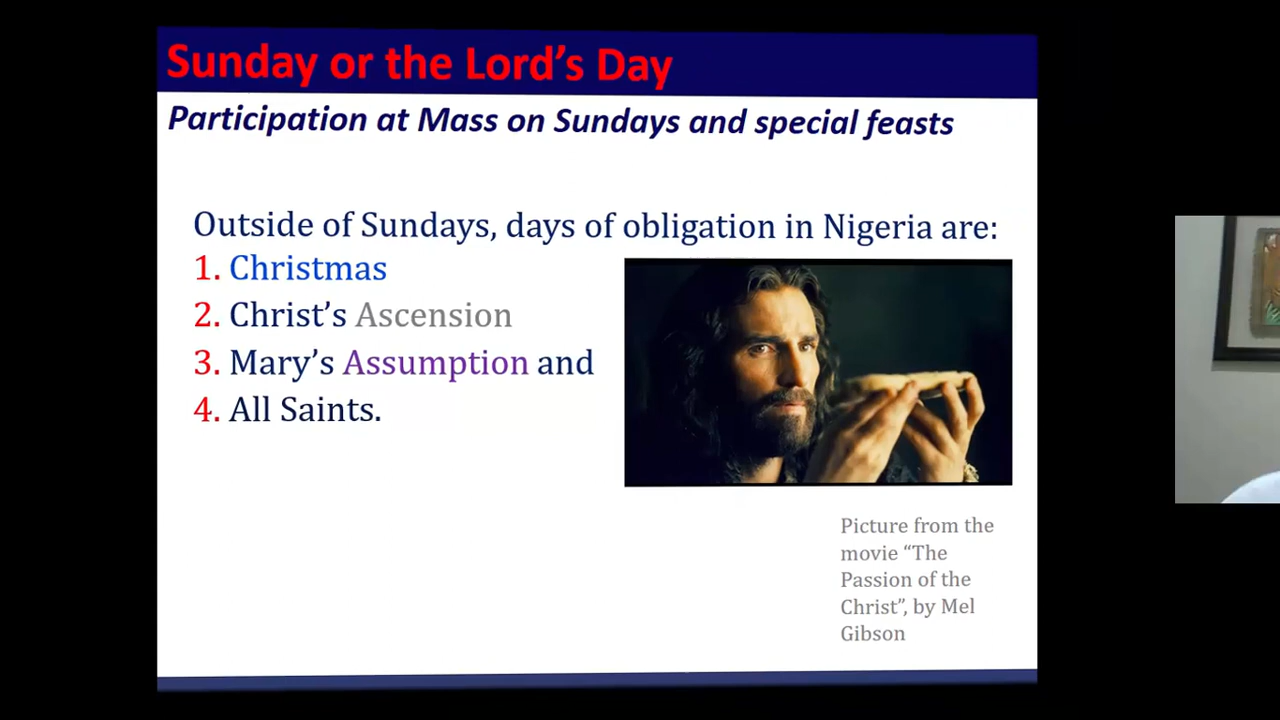 Sunday or the Lord's Day
Participation at Mass on Sundays and special feasts
Outside of Sundays, days of obligation in Nigeria are:
1. Christmas
2. Christ's Ascension
3. Mary's Assumption and
4. All Saints.
Picture from the
movie “The
Passion of the
Christ”, by Mel
Gibson